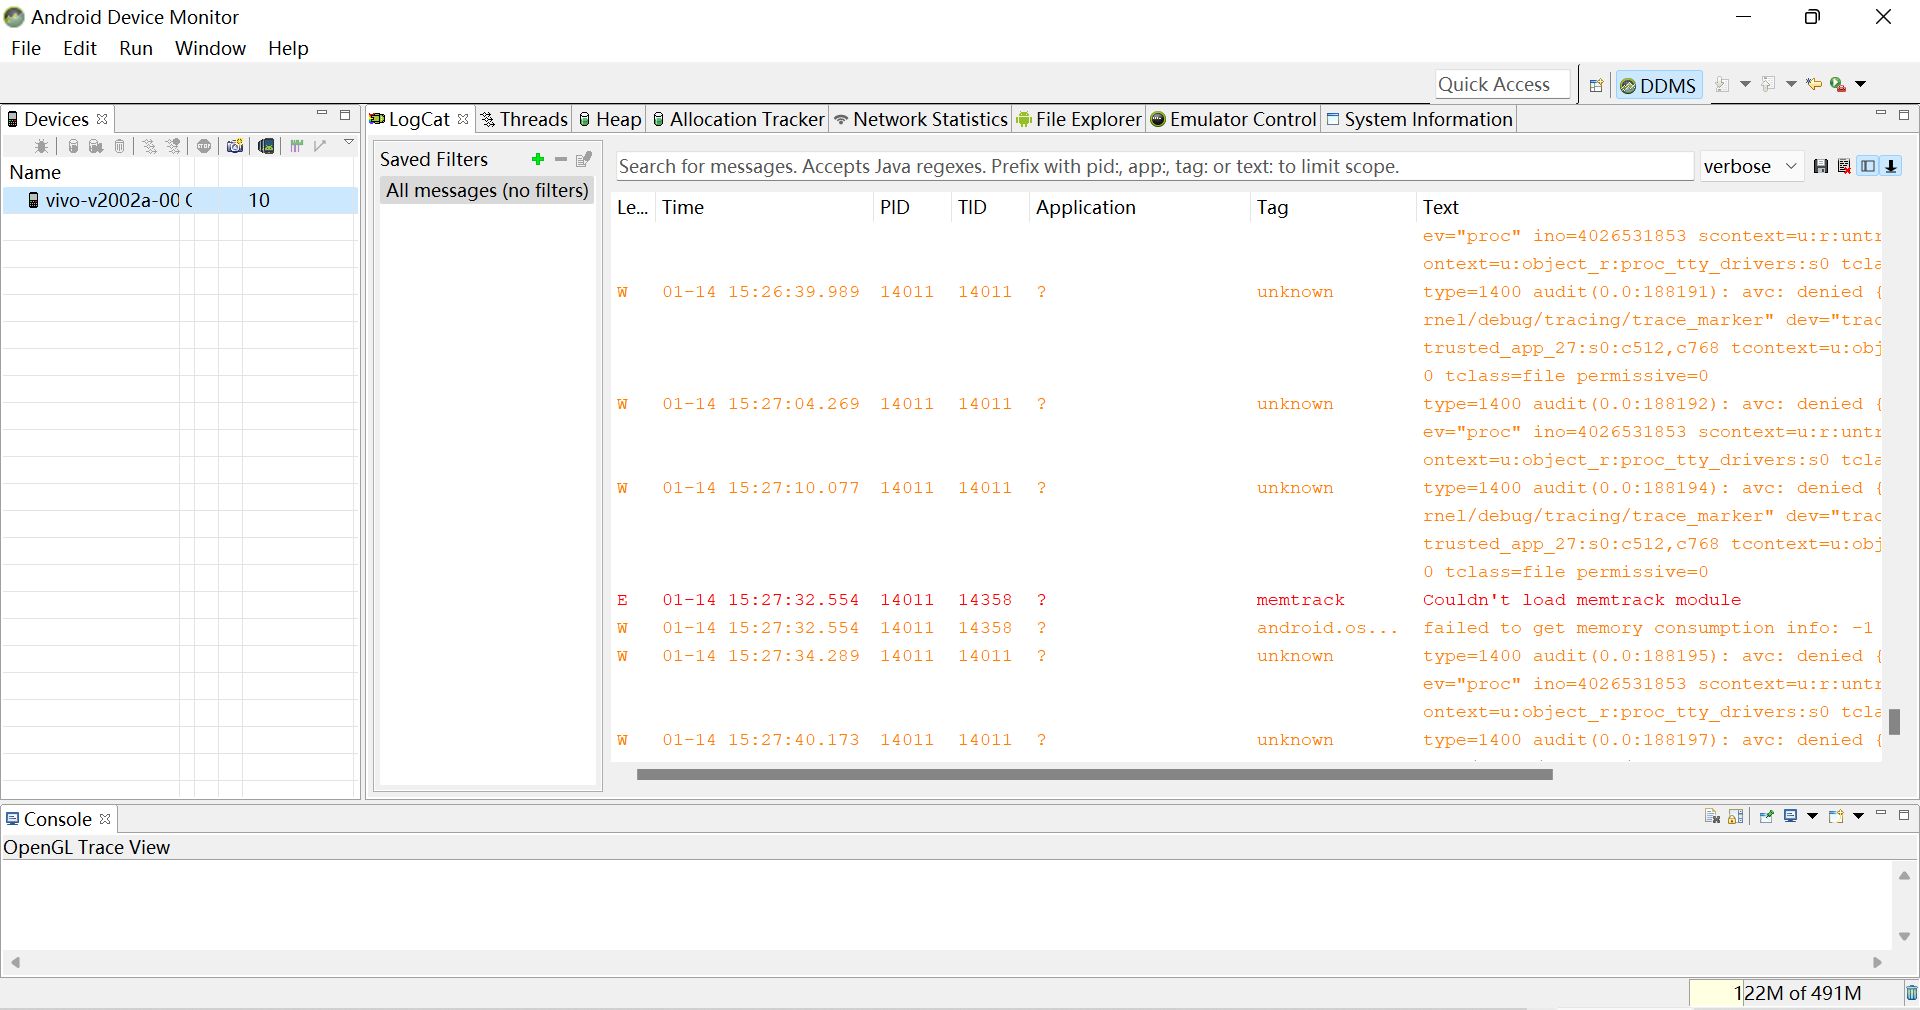 Android Device Monitor
File Edit Run Window Help
Quick Access DDMS
Devices
Name
vivo-v2002a-00 10
LogCat Threads Heap Allocation Tracker Network Statistics File Explorer Emulator Control System Information
Saved Filters
All messages (no filters)
Search for messages. Accepts Java regexes. Prefix with pid:, app:, tag: or text: to limit scope. verbose
Le... Time PID TID Application Tag Text
ev="proc" ino=4026531853 scontext=u:r:untr
ontext=u:object_r:proc_tty_drivers:s0 tcla
W 01-14 15:26:39.989 14011 14011 ? unknown type=1400 audit(0.0:188191): avc: denied {
rnel/debug/tracing/trace_marker" dev="trac
trusted_app_27:s0:c512,c768 tcontext=u:obj
0 tclass=file permissive=0
W 01-14 15:27:04.269 14011 14011 ? unknown type=1400 audit(0.0:188192): avc: denied {
ev="proc" ino=4026531853 scontext=u:r:untr
ontext=u:object_r:proc_tty_drivers:s0 tcla
W 01-14 15:27:10.077 14011 14011 ? unknown type=1400 audit(0.0:188194): avc: denied {
rnel/debug/tracing/trace_marker" dev="trac
trusted_app_27:s0:c512,c768 tcontext=u:obj
0 tclass=file permissive=0
E 01-14 15:27:32.554 14011 14358 ? memtrack Couldn't load memtrack module
W 01-14 15:27:32.554 14011 14358 ? android.os... failed to get memory consumption info: -1
W 01-14 15:27:34.289 14011 14011 ? unknown type=1400 audit(0.0:188195): avc: denied {
ev="proc" ino=4026531853 scontext=u:r:untr
ontext=u:object_r:proc_tty_drivers:s0 tcla
W 01-14 15:27:40.173 14011 14011 ? unknown type=1400 audit(0.0:188197): avc: denied {
Console
OpenGL Trace View
122M of 491M